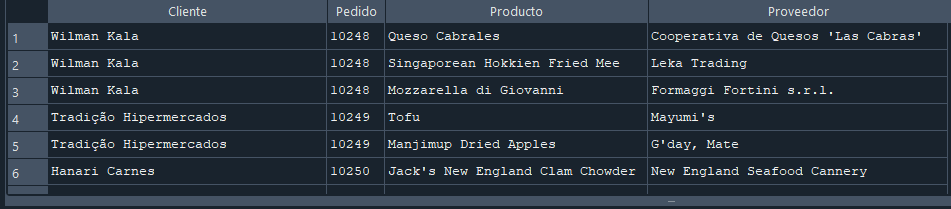 Cliente Pedido Producto Proveedor
1 Wilman Kala 10248 Queso Cabrales Cooperativa de Quesos 'Las Cabras'
2 Wilman Kala 10248 Singaporean Hokkien Fried Mee Leka Trading
3 Wilman Kala 10248 Mozzarella di Giovanni Formaggi Fortini s.r.l.
4 Tradição Hipermercados 10249 Tofu Mayumi's
5 Tradição Hipermercados 10249 Manjimup Dried Apples G'day, Mate
6 Hanari Carnes 10250 Jack's New England Clam Chowder New England Seafood Cannery